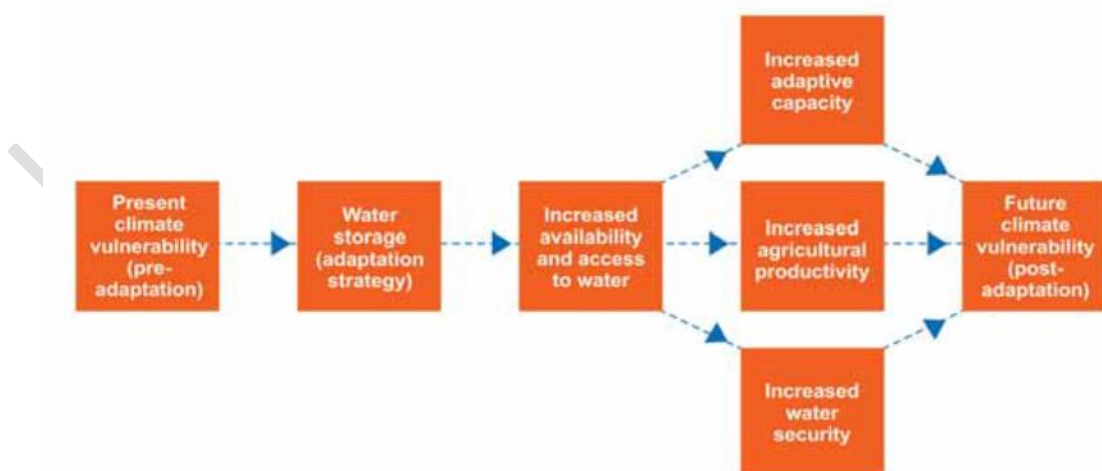 Present
climate
vulnerability
(pre-
adaptation)
Water
storage
(adaptation
strategy)
Increased
availability
and access
to water
Increased
adaptive
capacity
Increased
agricultural
productivity
Increased
water
security
Future
climate
vulnerability
(post-
adaptation)